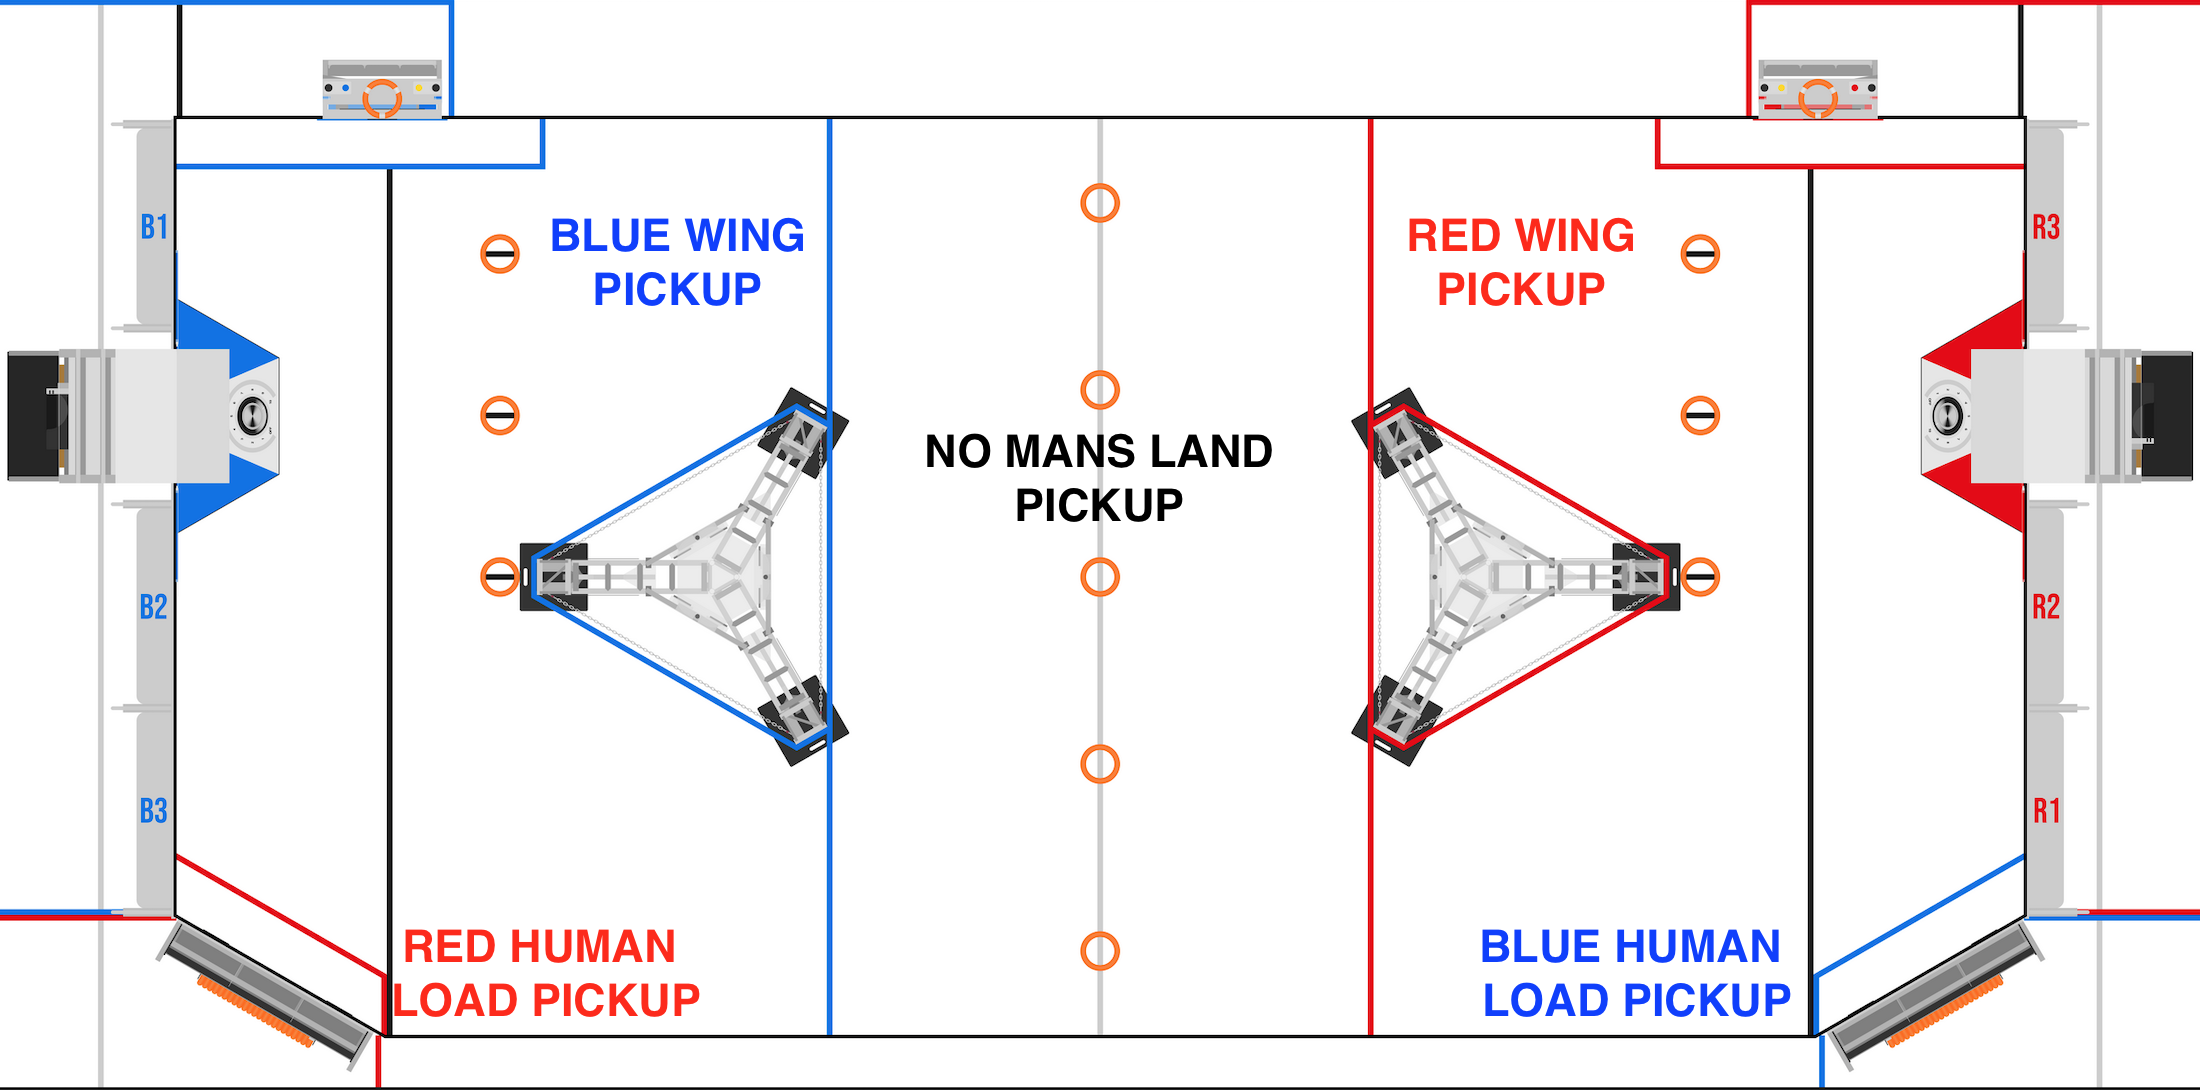 B1
BLUE WING
PICKUP
RED WING
PICKUP
R3
NO MANS LAND
PICKUP
B2
R2
B3
R1
RED HUMAN
LOAD PICKUP
BLUE HUMAN
LOAD PICKUP